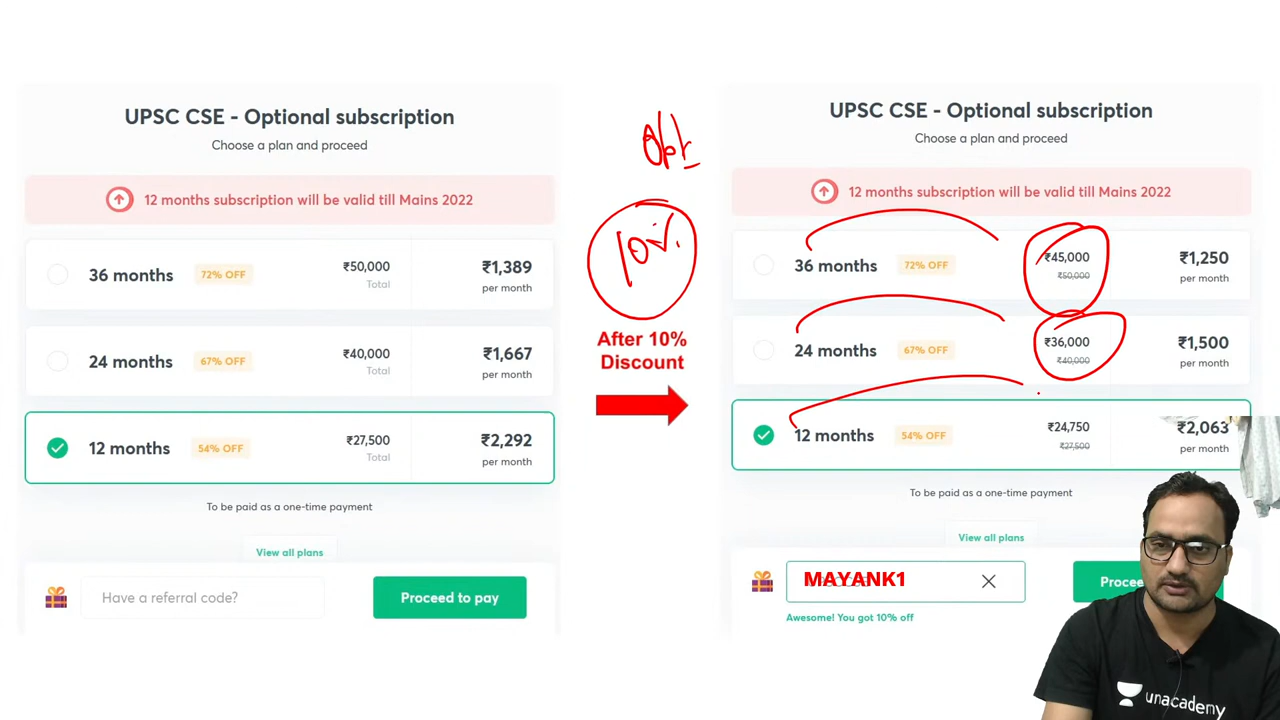 UPSC CSE - Optional subscription
Choose a plan and proceed
12 months subscription will be valid till Mains 2022
36 months 72% OFF ₹50,000 Total ₹1,389 per month
24 months 67% OFF ₹40,000 Total ₹1,667 per month
12 months 54% OFF ₹27,500 Total ₹2,292 per month
To be paid as a one-time payment
View all plans
Have a referral code? Proceed to pay
Opt
10%
After 10%
Discount
UPSC CSE - Optional subscription
Choose a plan and proceed
12 months subscription will be valid till Mains 2022
36 months 72% OFF ₹45,000 ₹50,000 ₹1,250 per month
24 months 67% OFF ₹36,000 ₹40,000 ₹1,500 per month
12 months 54% OFF ₹24,750 ₹27,500 ₹2,063 per month
To be paid as a one-time payment
View all plans
MAYANK1 Procee
Awesome! You got 10% off
unacademy